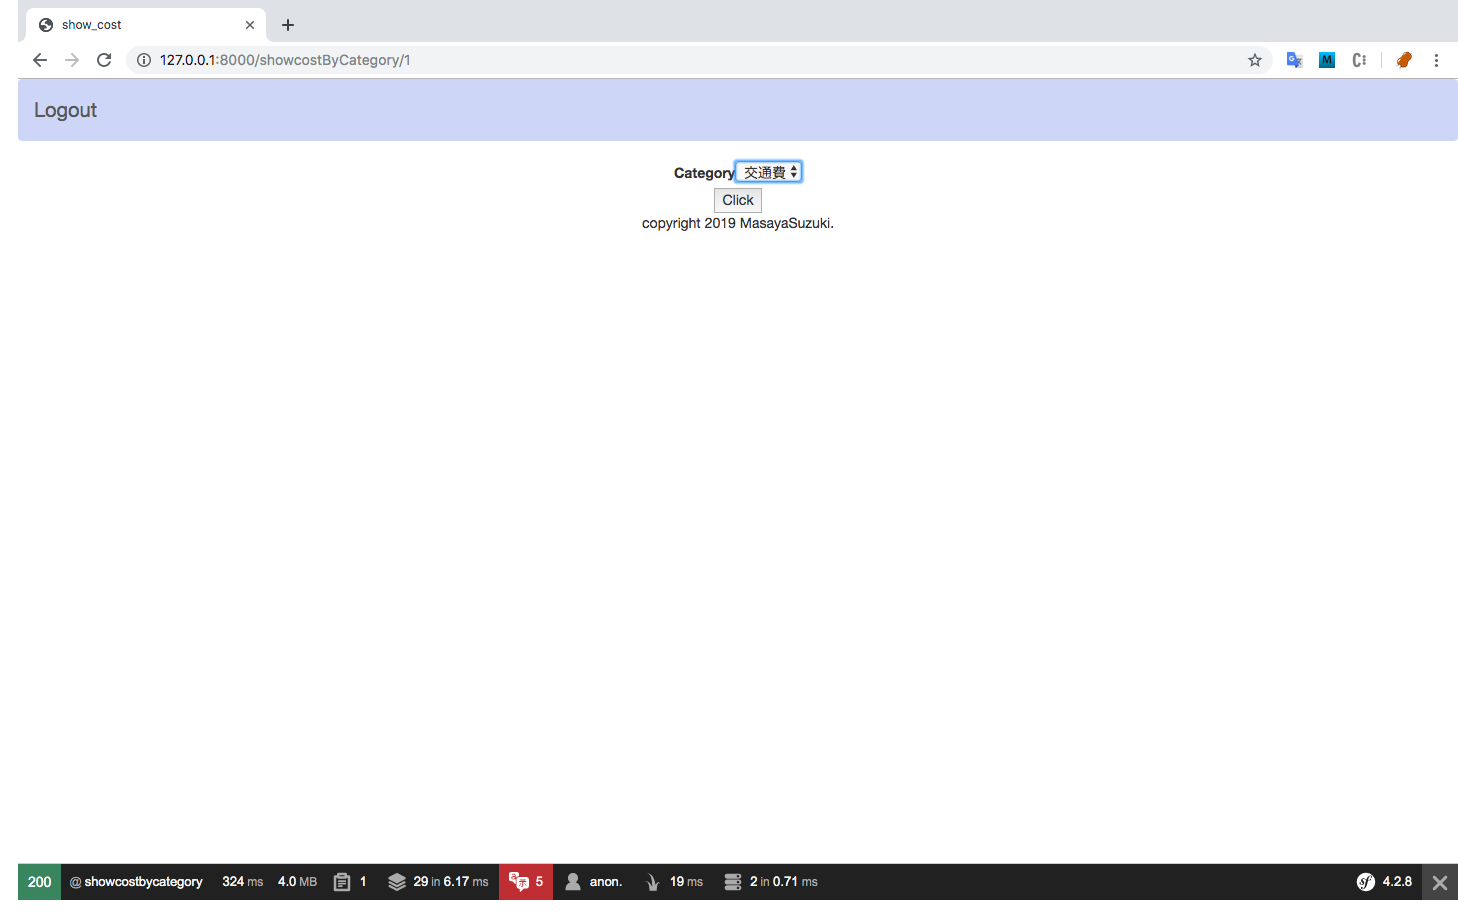 show_cost
127.0.0.1:8000/showcostByCategory/1
Logout
Category 交通費
Click
copyright 2019 MasayaSuzuki.
200 @ showcostbycategory 324 ms 4.0 MB 1 29 in 6.17 ms 5 anon. 19 ms 2 in 0.71 ms sf 4.2.8